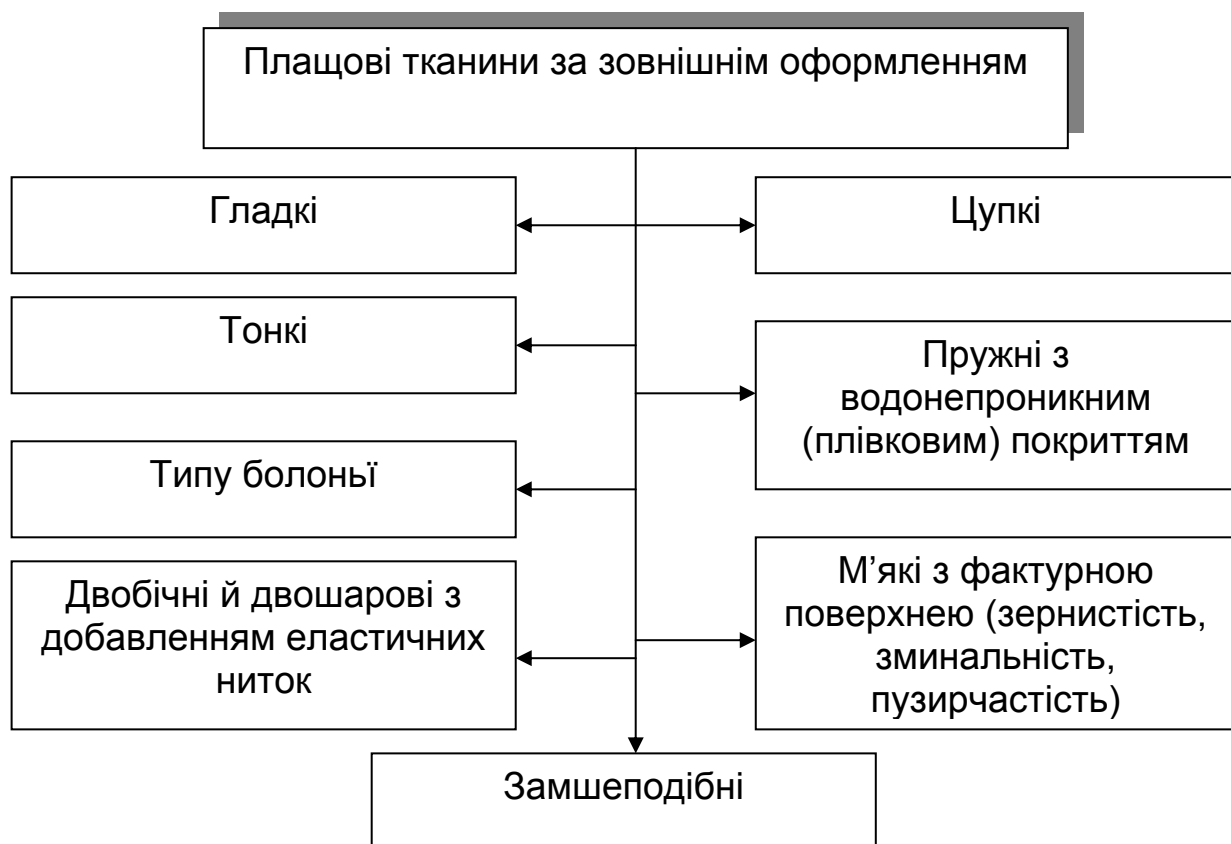 Плащові тканини за зовнішнім оформленням
Гладкі
Цупкі
Тонкі
Пружні з
водонепроникним
(плівковим) покриттям
Типу болоньї
Двобічні й двошарові з
добавленням еластичних
ниток
М’які з фактурною
поверхнею (зернистість,
зминальність,
пузирчастість)
Замшеподібні